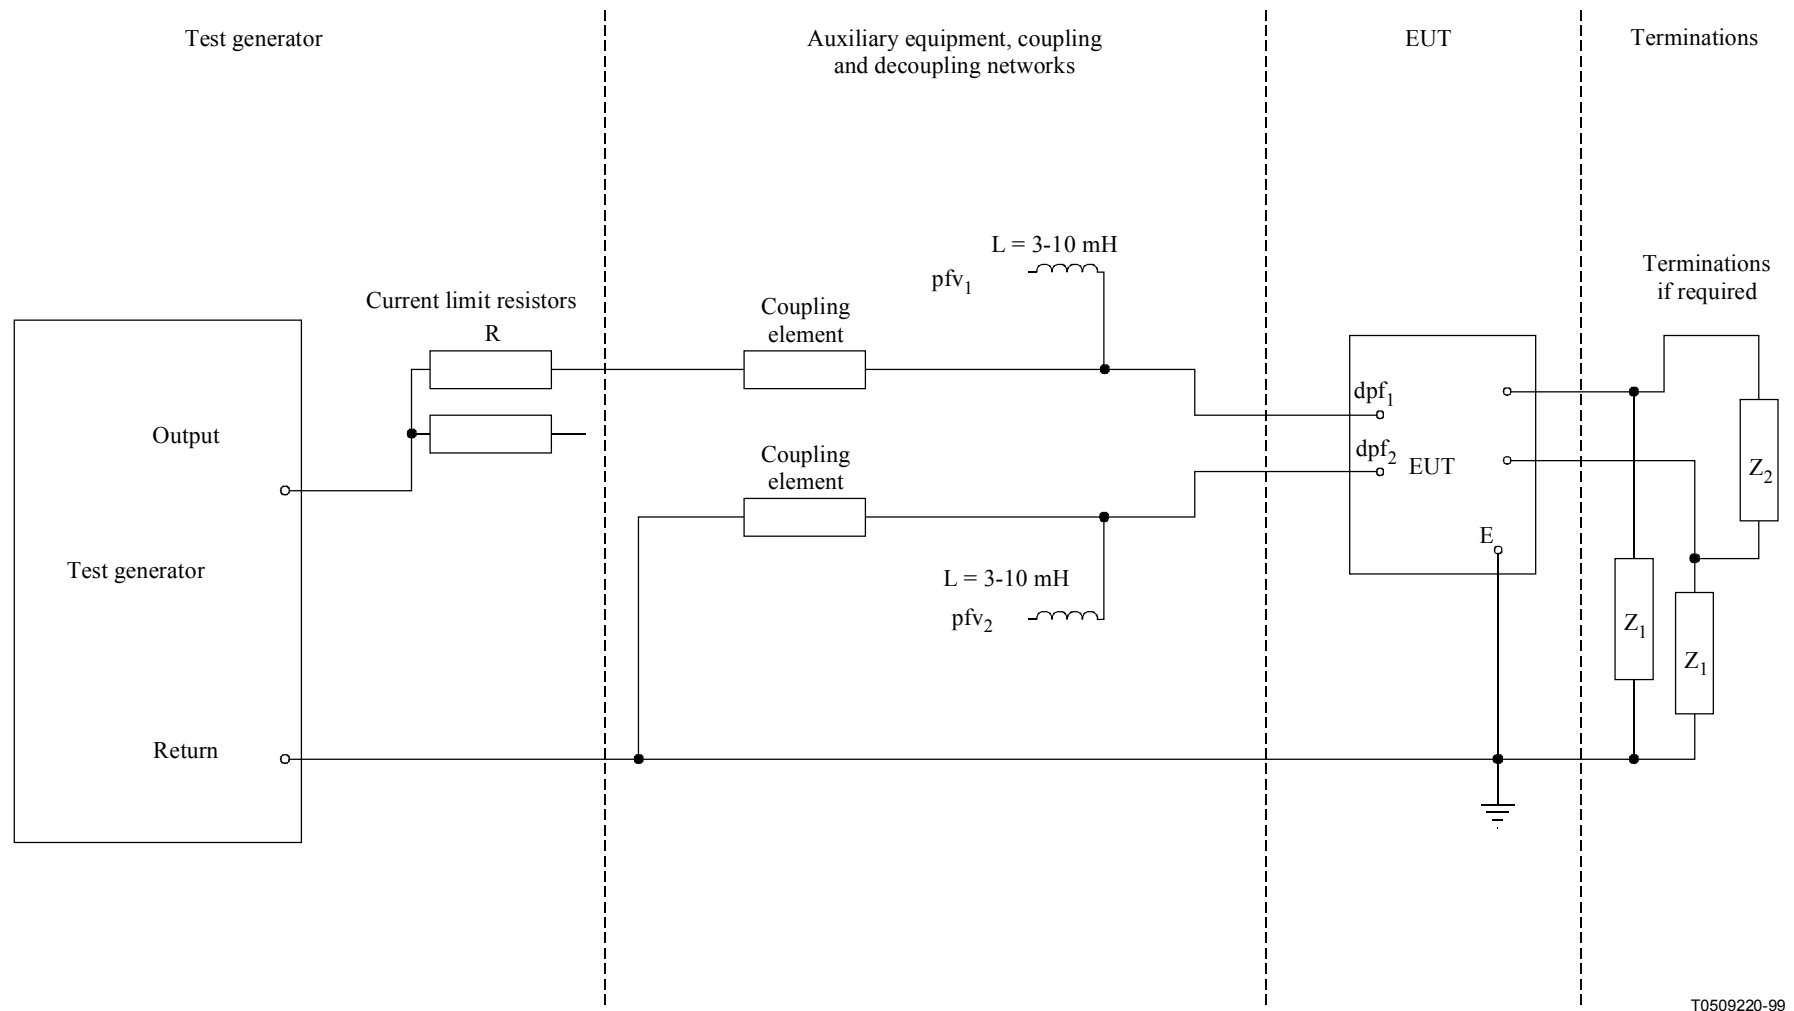 Test generator
Auxiliary equipment, coupling
and decoupling networks
EUT
Terminations
L = 3-10 mH
pfv1
Terminations
if required
Current limit resistors
R
Coupling
element
dpf1
Output
Coupling
element
dpf2
EUT
Z2
E
Test generator
L = 3-10 mH
pfv2
Z1
Z1
Return
T0509220-99